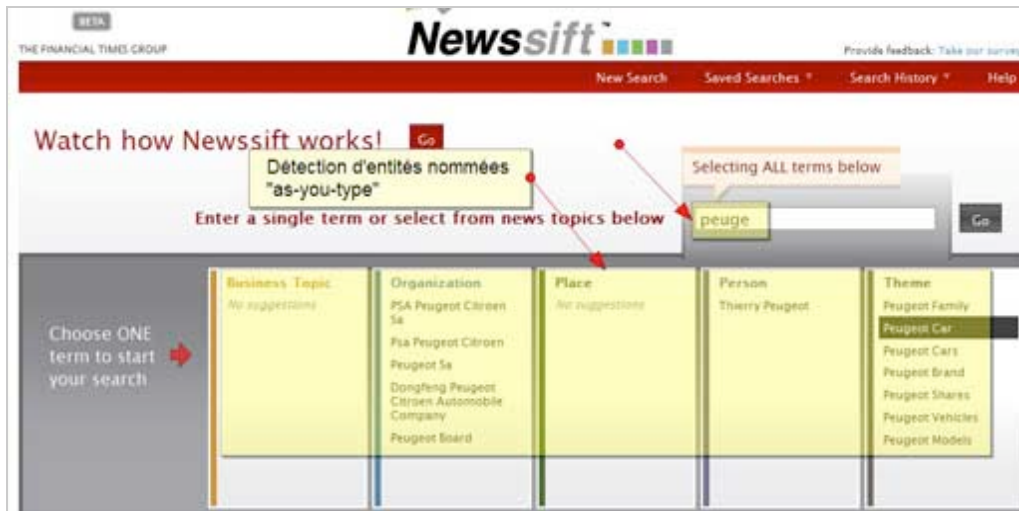 BETA
THE FINANCIAL TIMES GROUP
Newssift
Provide feedback: Take our survey
New Search
Saved Searches
Search History
Help
Watch how Newssift works!
Go
Détection d'entités nommées
"as-you-type"
Selecting ALL terms below
Enter a single term or select from news topics below
peuge
Go
Choose ONE
term to start
your search
Business Topic
No suggestions
Organization
PSA Peugeot Citroen
Sa
Psa Peugeot Citroen
Peugeot Sa
Dongfeng Peugeot
Citroen Automobile
Company
Peugeot Board
Place
No suggestions
Person
Thierry Peugeot
Theme
Peugeot Family
Peugeot Car
Peugeot Cars
Peugeot Brand
Peugeot Shares
Peugeot Vehicles
Peugeot Models